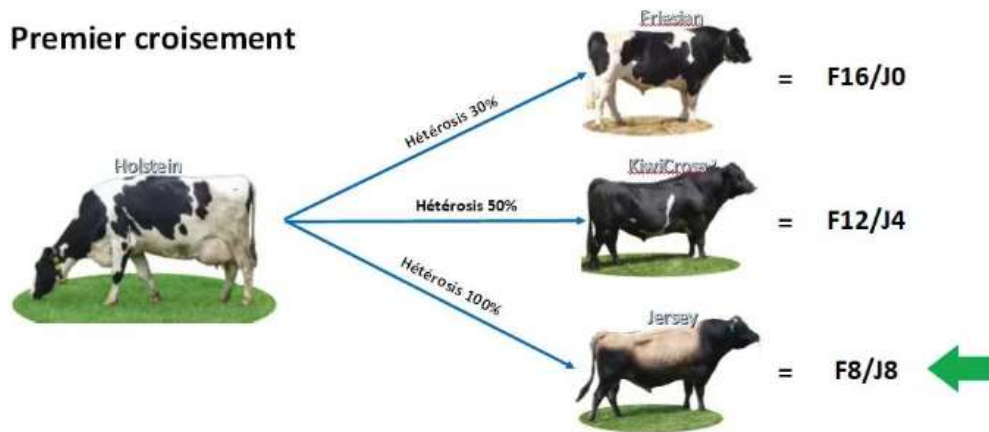 Premier croisement
Friesian
Hétérosis 30%
= F16/J0
Holstein
KiwiCross
Hétérosis 50%
= F12/J4
Hétérosis 100%
Jersey
= F8/J8